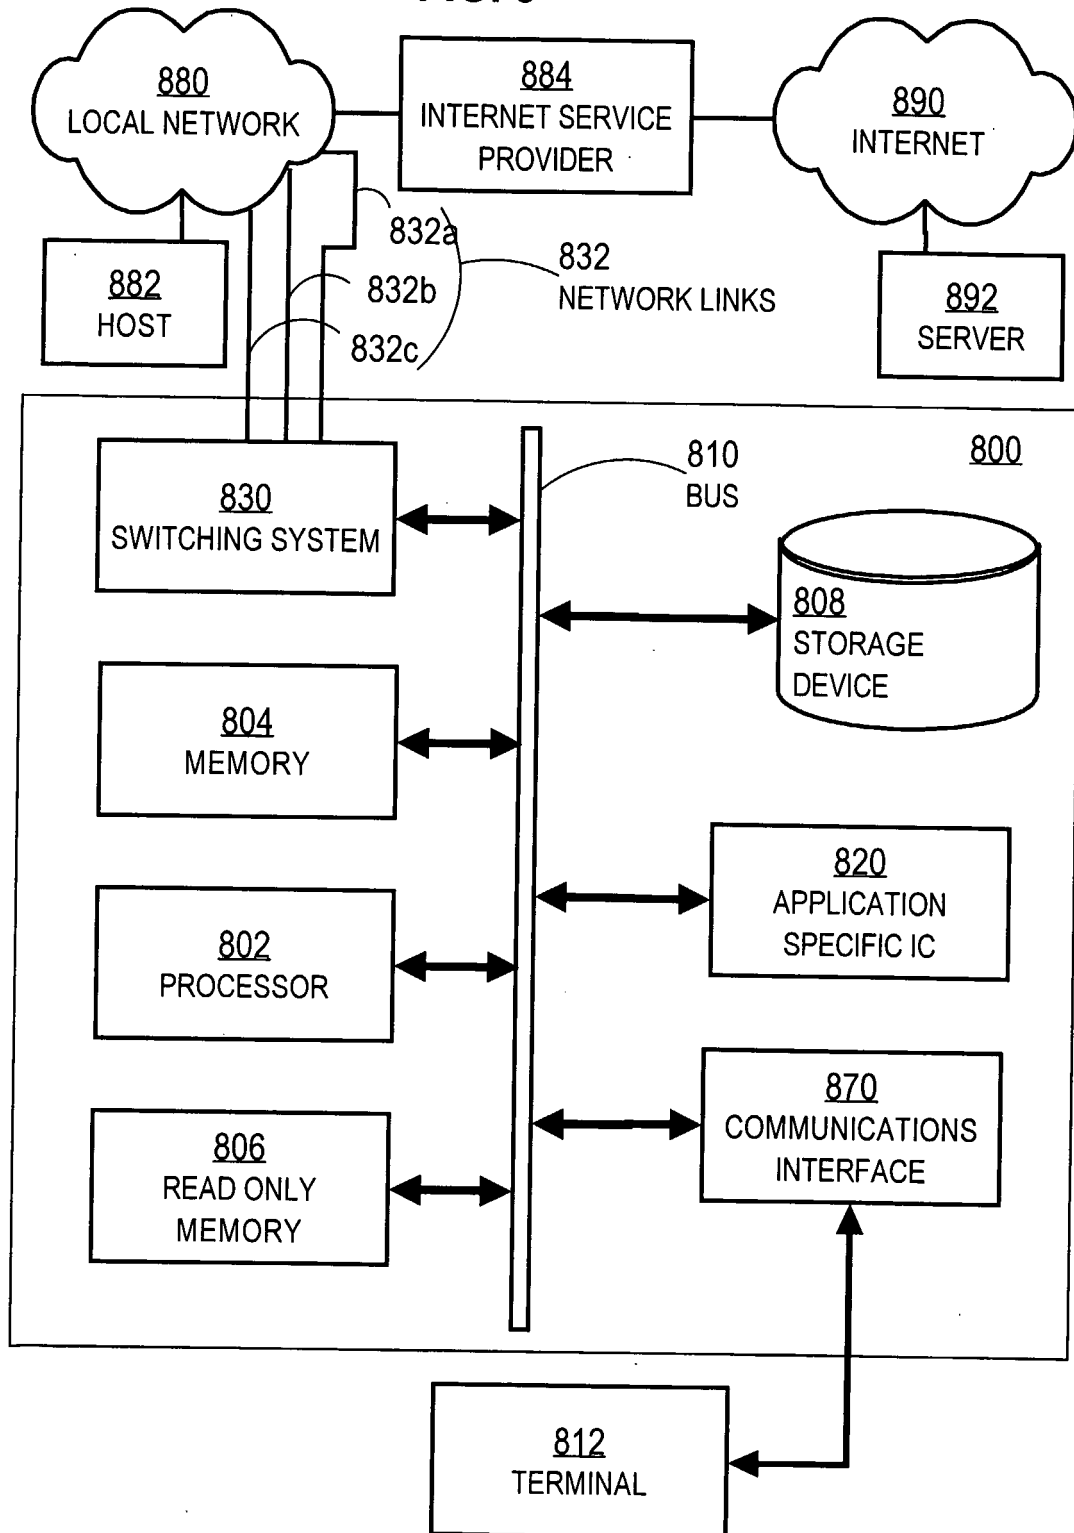 880
LOCAL NETWORK
884
INTERNET SERVICE
PROVIDER
890
INTERNET
832a
832b
832c
832
NETWORK LINKS
882
HOST
892
SERVER
800
810
BUS
830
SWITCHING SYSTEM
808
STORAGE
DEVICE
804
MEMORY
820
APPLICATION
SPECIFIC IC
802
PROCESSOR
870
COMMUNICATIONS
INTERFACE
806
READ ONLY
MEMORY
812
TERMINAL